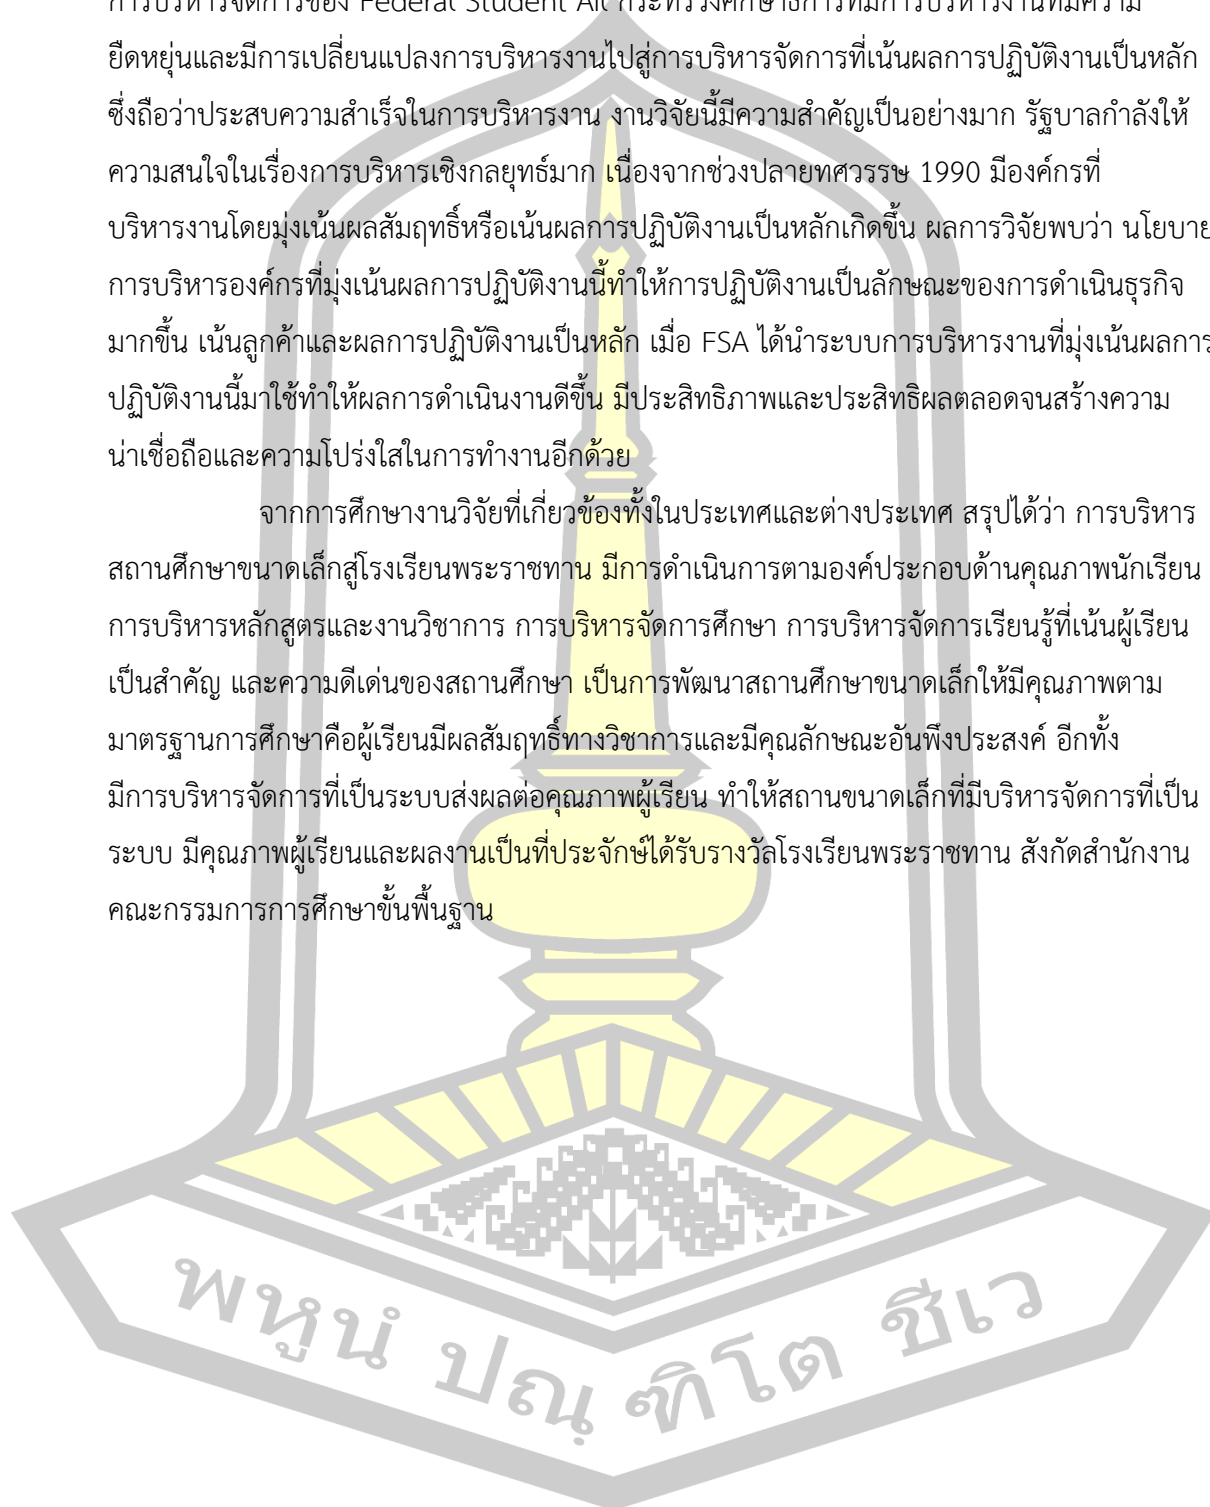 การบริหารจัดการของ Federal Student Aid กระทรวงศึกษาธิการที่มีการบริหารงานที่มีความ
ยืดหยุ่นและมีการเปลี่ยนแปลงการบริหารงานไปสู่การบริหารจัดการที่เน้นผลการปฏิบัติงานเป็นหลัก
ซึ่งถือว่าประสบความสำเร็จในการบริหารงาน งานวิจัยนี้มีความสำคัญเป็นอย่างมาก รัฐบาลกำลังให้
ความสนใจในเรื่องการบริหารเชิงกลยุทธ์มาก เนื่องจากช่วงปลายทศวรรษ 1990 มีองค์กรที่
บริหารงานโดยมุ่งเน้นผลสัมฤทธิ์หรือเน้นผลการปฏิบัติงานเป็นหลักเกิดขึ้น ผลการวิจัยพบว่า นโยบาย
การบริหารองค์กรที่มุ่งเน้นผลการปฏิบัติงานนี้ทำให้การปฏิบัติงานเป็นลักษณะของการดำเนินธุรกิจ
มากขึ้น เน้นลูกค้าและผลการปฏิบัติงานเป็นหลัก เมื่อ FSA ได้นำระบบการบริหารงานที่มุ่งเน้นผลการ
ปฏิบัติงานนี้มาใช้ทำให้ผลการดำเนินงานดีขึ้น มีประสิทธิภาพและประสิทธิผลตลอดจนสร้างความ
น่าเชื่อถือและความโปร่งใสในการทำงานอีกด้วย
จากการศึกษางานวิจัยที่เกี่ยวข้องทั้งในประเทศและต่างประเทศ สรุปได้ว่า การบริหาร
สถานศึกษาขนาดเล็กสู่โรงเรียนพระราชทาน มีการดำเนินการตามองค์ประกอบด้านคุณภาพนักเรียน
การบริหารหลักสูตรและงานวิชาการ การบริหารจัดการศึกษา การบริหารจัดการเรียนรู้ที่เน้นผู้เรียน
เป็นสำคัญ และความดีเด่นของสถานศึกษา เป็นการพัฒนาสถานศึกษาขนาดเล็กให้มีคุณภาพตาม
มาตรฐานการศึกษาคือผู้เรียนมีผลสัมฤทธิ์ทางวิชาการและมีคุณลักษณะอันพึงประสงค์ อีกทั้ง
มีการบริหารจัดการที่เป็นระบบส่งผลต่อคุณภาพผู้เรียน ทำให้สถานขนาดเล็กที่มีบริหารจัดการที่เป็น
ระบบ มีคุณภาพผู้เรียนและผลงานเป็นที่ประจักษ์ได้รับรางวัลโรงเรียนพระราชทาน สังกัดสำนักงาน
คณะกรรมการการศึกษาขั้นพื้นฐาน
พหูนํ ปณฺ ฑิโต ชีเว